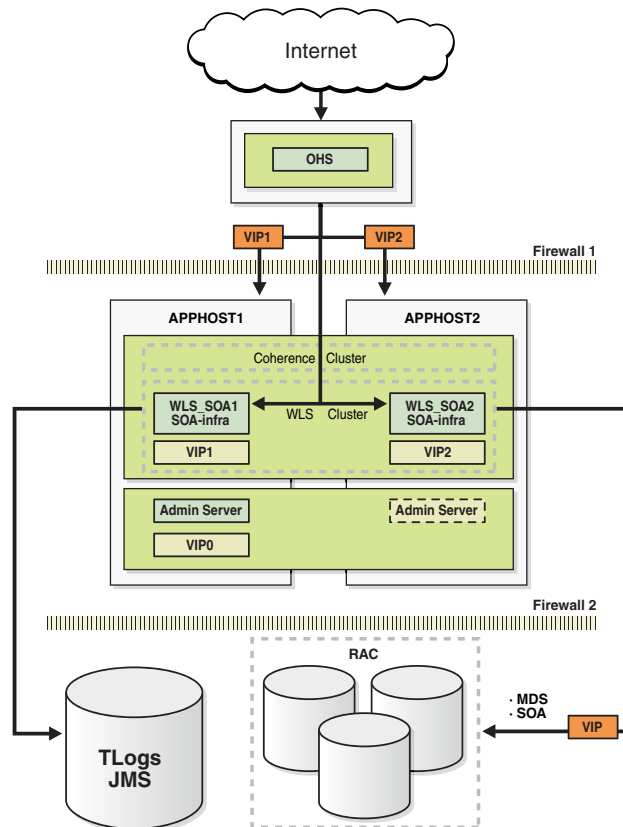 Internet
OHS
VIP1
VIP2
Firewall 1
APPHOST1
APPHOST2
Coherence Cluster
WLS_SOA1
SOA-infra
WLS Cluster
WLS_SOA2
SOA-infra
VIP1
VIP2
Admin Server
Admin Server
VIP0
Firewall 2
RAC
· MDS
· SOA
VIP
TLogs
JMS